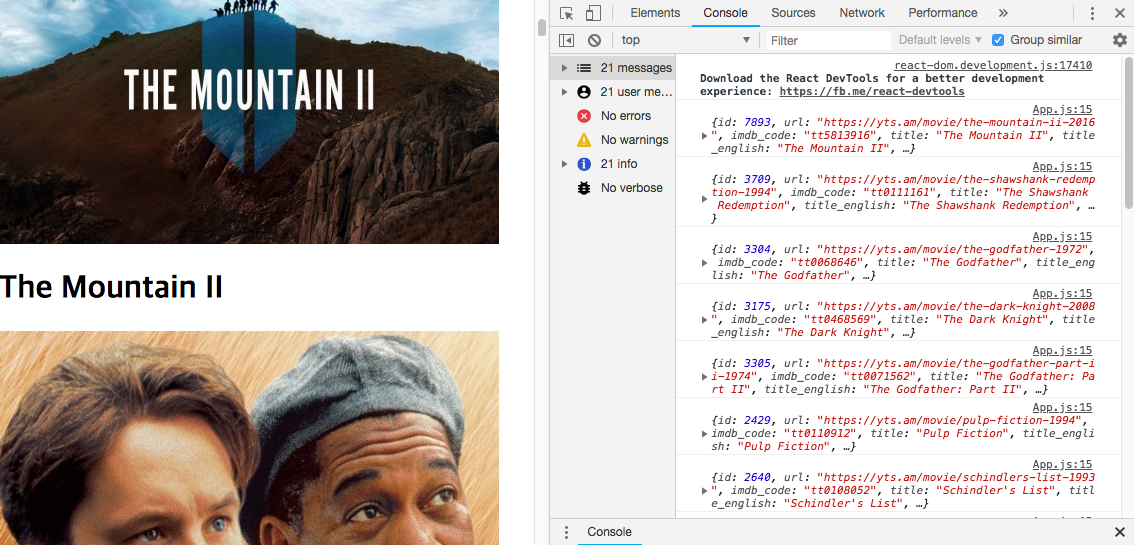 THE MOUNTAIN II
The Mountain II
Elements Console Sources Network Performance »
top Filter Default levels Group similar
21 messages
21 user me...
No errors
No warnings
21 info
No verbose
react-dom.development.js:17410
Download the React DevTools for a better development
experience: https://fb.me/react-devtools
App.js:15
{id: 7893, url: "https://yts.am/movie/the-mountain-ii-2016
", imdb_code: "tt5813916", title: "The Mountain II", title
_english: "The Mountain II", …}
App.js:15
{id: 3709, url: "https://yts.am/movie/the-shawshank-redemp
tion-1994", imdb_code: "tt0111161", title: "The Shawshank
Redemption", title_english: "The Shawshank Redemption", …
}
App.js:15
{id: 3304, url: "https://yts.am/movie/the-godfather-1972",
imdb_code: "tt0068646", title: "The Godfather", title_eng
lish: "The Godfather", …}
App.js:15
{id: 3175, url: "https://yts.am/movie/the-dark-knight-2008
", imdb_code: "tt0468569", title: "The Dark Knight", title
_english: "The Dark Knight", …}
App.js:15
{id: 3305, url: "https://yts.am/movie/the-godfather-part-i
i-1974", imdb_code: "tt0071562", title: "The Godfather: Pa
rt II", title_english: "The Godfather: Part II", …}
App.js:15
{id: 2429, url: "https://yts.am/movie/pulp-fiction-1994",
imdb_code: "tt0110912", title: "Pulp Fiction", title_engli
sh: "Pulp Fiction", …}
App.js:15
{id: 2640, url: "https://yts.am/movie/schindlers-list-1993
", imdb_code: "tt0108052", title: "Schindler's List", titl
e_english: "Schindler's List", …}
Console